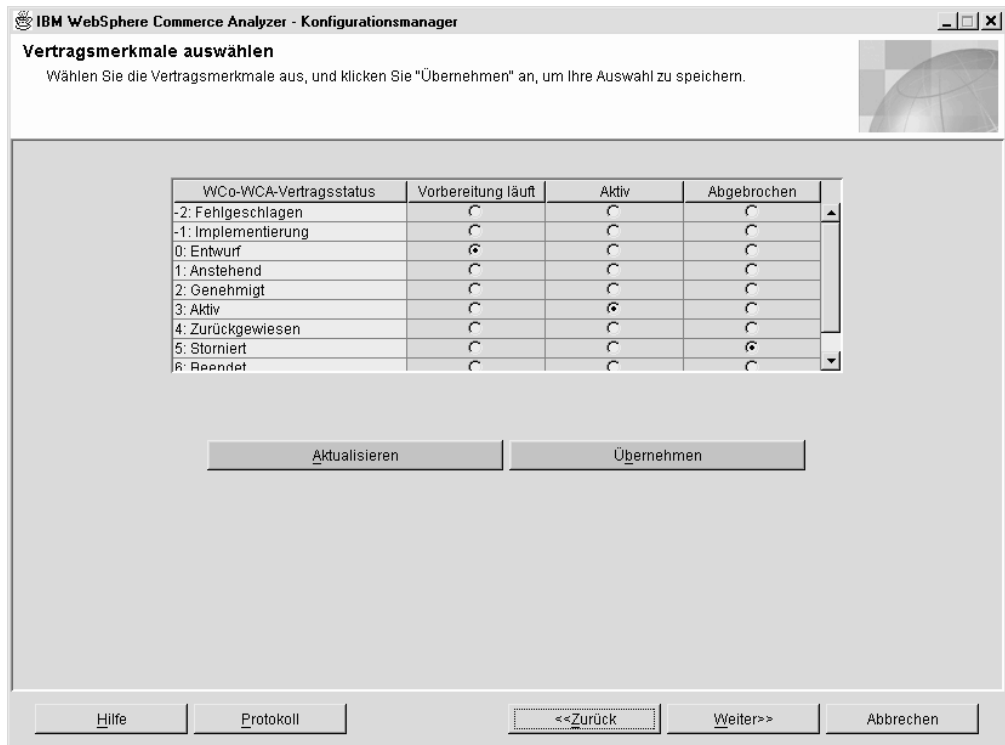 IBM WebSphere Commerce Analyzer - Konfigurationsmanager
Vertragsmerkmale auswählen
Wählen Sie die Vertragsmerkmale aus, und klicken Sie "Übernehmen" an, um Ihre Auswahl zu speichern.
WCo-WCA-Vertragsstatus Vorbereitung läuft Aktiv Abgebrochen
-2: Fehlgeschlagen
-1: Implementierung
0: Entwurf
1: Anstehend
2: Genehmigt
3: Aktiv
4: Zurückgewiesen
5: Storniert
6: Beendet
Aktualisieren Übernehmen
Hilfe Protokoll <<Zurück Weiter>> Abbrechen